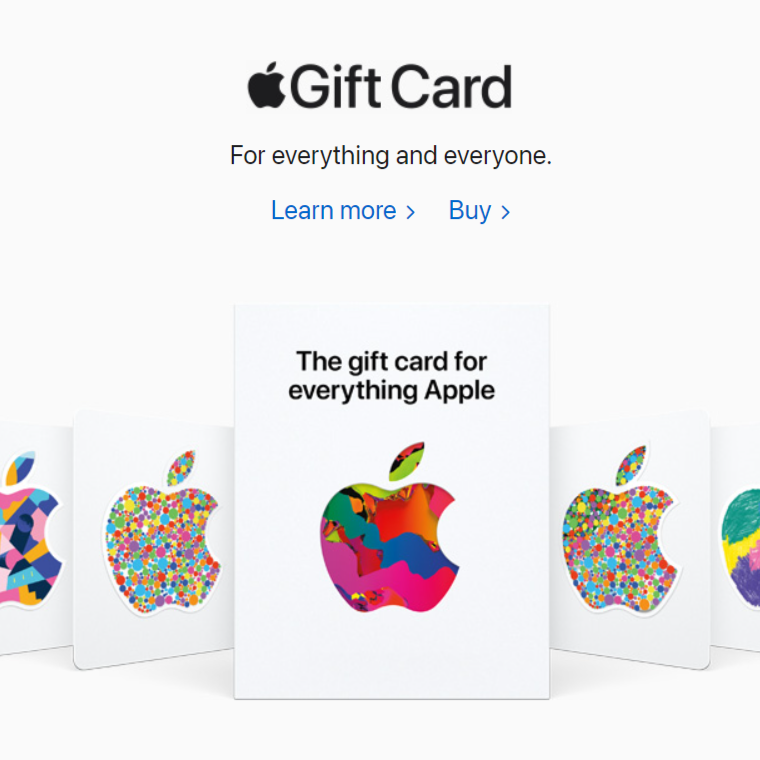 Gift Card
For everything and everyone.
Learn more >
Buy >
The gift card for
everything Apple